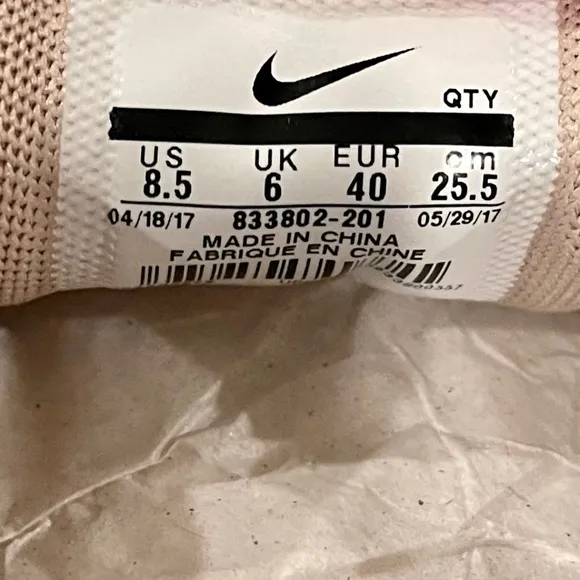 QTY
US UK EUR cm
8.5 6 40 25.5
04/18/17 833802-201 05/29/17
MADE IN CHINA
FABRIQUE EN CHINE